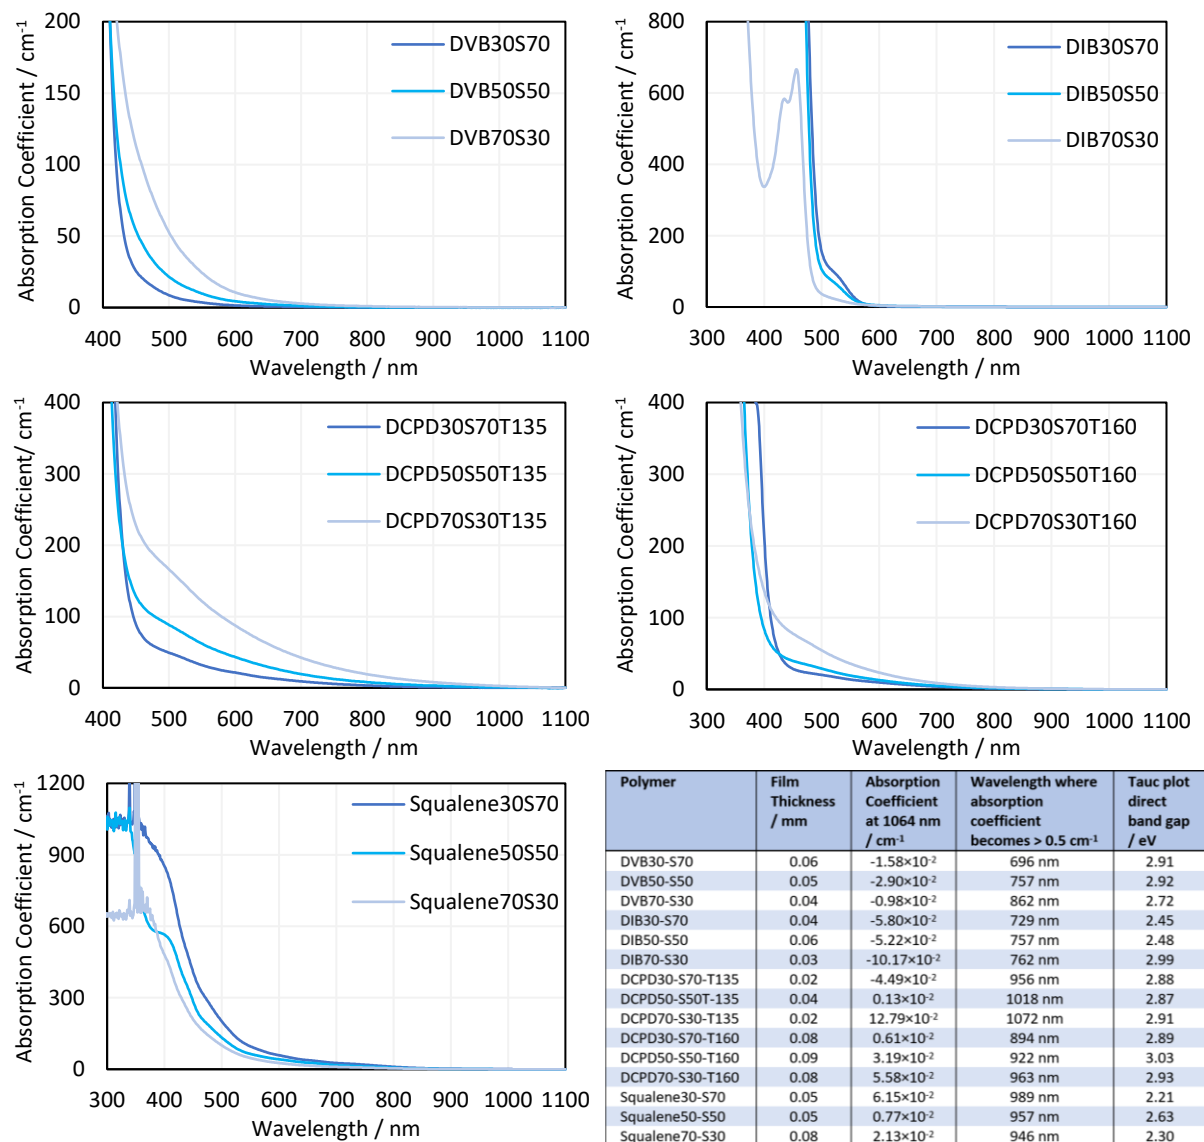 Absorption Coefficient / cm-1
200
150
100
50
0
DVB30S70
DVB50S50
DVB70S30
400 500 600 700 800 900 1000 1100
Wavelength / nm
Absorption Coefficient / cm-1
800
600
400
200
0
DIB30S70
DIB50S50
DIB70S30
300 400 500 600 700 800 900 1000 1100
Wavelength / nm
Absorption Coefficient/ cm-1
400
300
200
100
0
DCPD30S70T135
DCPD50S50T135
DCPD70S30T135
400 500 600 700 800 900 1000 1100
Wavelength / nm
Absorption Coefficient/ cm-1
400
300
200
100
0
DCPD30S70T160
DCPD50S50T160
DCPD70S30T160
300 400 500 600 700 800 900 1000 1100
Wavelength / nm
Absorption Coefficient / cm-1
1200
900
600
300
0
Squalene30S70
Squalene50S50
Squalene70S30
300 400 500 600 700 800 900 1000 1100
Wavelength / nm
Polymer Film Absorption Wavelength where Tauc plot
Thickness Coefficient absorption direct
/ mm at 1064 nm coefficient band gap
/ cm-1 becomes > 0.5 cm-1 / eV
DVB30-S70 0.06 -1.58×10-2 696 nm 2.91
DVB50-S50 0.05 -2.90×10-2 757 nm 2.92
DVB70-S30 0.04 -0.98×10-2 862 nm 2.72
DIB30-S70 0.04 -5.80×10-2 729 nm 2.45
DIB50-S50 0.06 -5.22×10-2 757 nm 2.48
DIB70-S30 0.03 -10.17×10-2 762 nm 2.99
DCPD30-S70-T135 0.02 -4.49×10-2 956 nm 2.88
DCPD50-S50T-135 0.04 0.13×10-2 1018 nm 2.87
DCPD70-S30-T135 0.02 12.79×10-2 1072 nm 2.91
DCPD30-S70-T160 0.08 0.61×10-2 894 nm 2.89
DCPD50-S50-T160 0.09 3.19×10-2 922 nm 3.03
DCPD70-S30-T160 0.08 5.58×10-2 963 nm 2.93
Squalene30-S70 0.05 6.15×10-2 989 nm 2.21
Squalene50-S50 0.05 0.77×10-2 957 nm 2.63
Squalene70-S30 0.08 2.13×10-2 946 nm 2.30